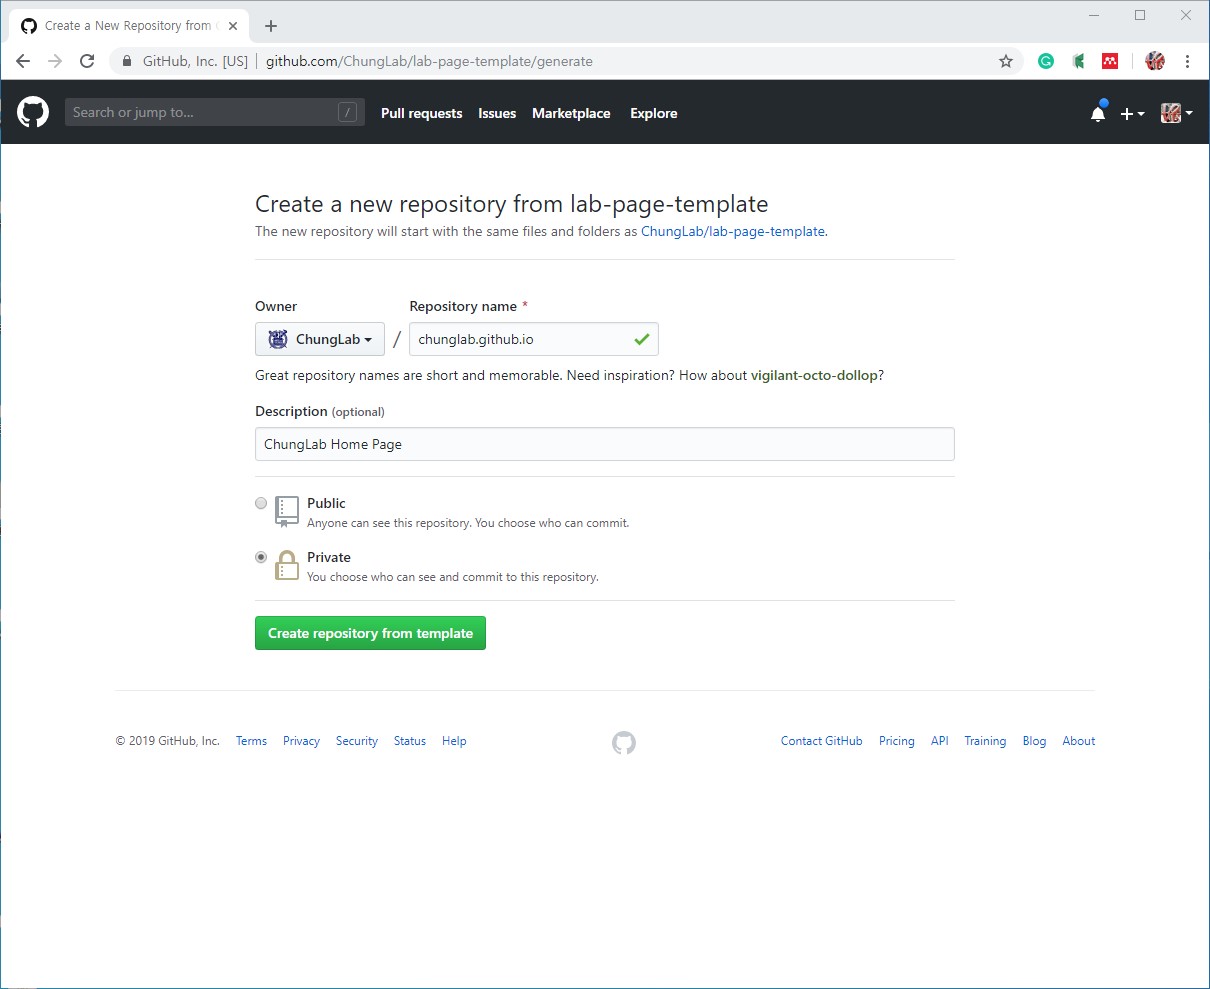 Create a New Repository from
GitHub, Inc. [US] github.com/ChungLab/lab-page-template/generate
Search or jump to... / Pull requests Issues Marketplace Explore
Create a new repository from lab-page-template
The new repository will start with the same files and folders as ChungLab/lab-page-template.
Owner Repository name *
ChungLab / chunglab.github.io
Great repository names are short and memorable. Need inspiration? How about vigilant-octo-dollop?
Description (optional)
ChungLab Home Page
Public
Anyone can see this repository. You choose who can commit.
Private
You choose who can see and commit to this repository.
Create repository from template
© 2019 GitHub, Inc. Terms Privacy Security Status Help Contact GitHub Pricing API Training Blog About